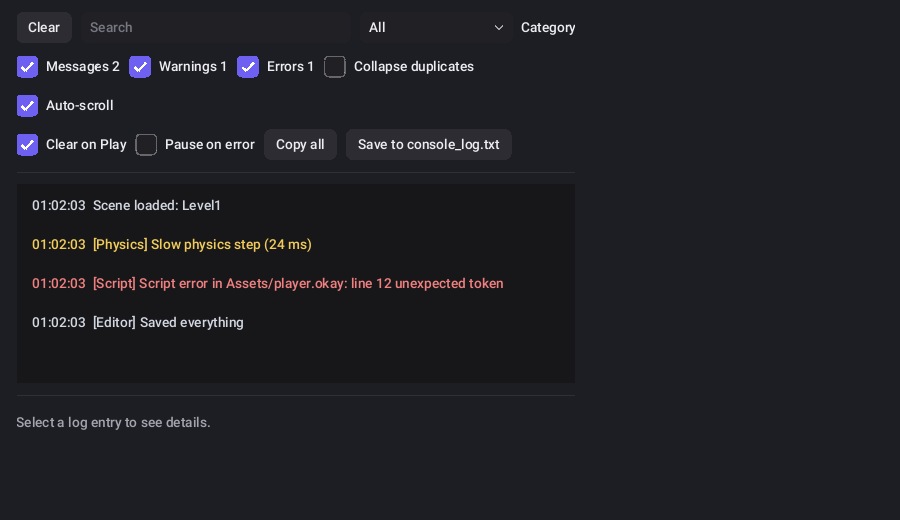 Clear Search All Category
Messages 2 Warnings 1 Errors 1 Collapse duplicates
Auto-scroll
Clear on Play Pause on error Copy all Save to console_log.txt
01:02:03 Scene loaded: Level1
01:02:03 [Physics] Slow physics step (24 ms)
01:02:03 [Script] Script error in Assets/player.okay: line 12 unexpected token
01:02:03 [Editor] Saved everything
Select a log entry to see details.